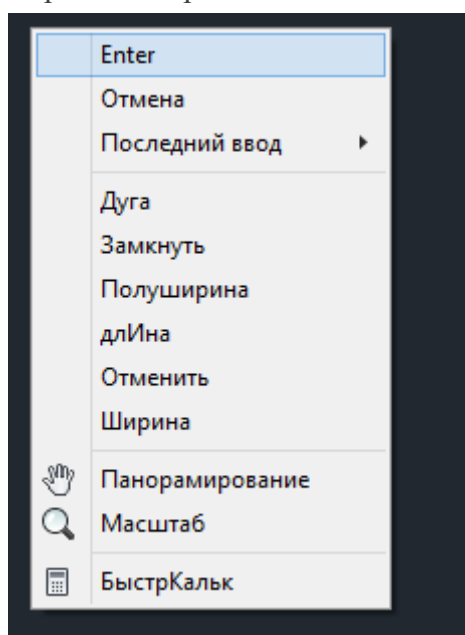 Enter
Отмена
Последний ввод
Дуга
Замкнуть
Полуширина
длИна
Отменить
Ширина
Панорамирование
Масштаб
БыстрКальк